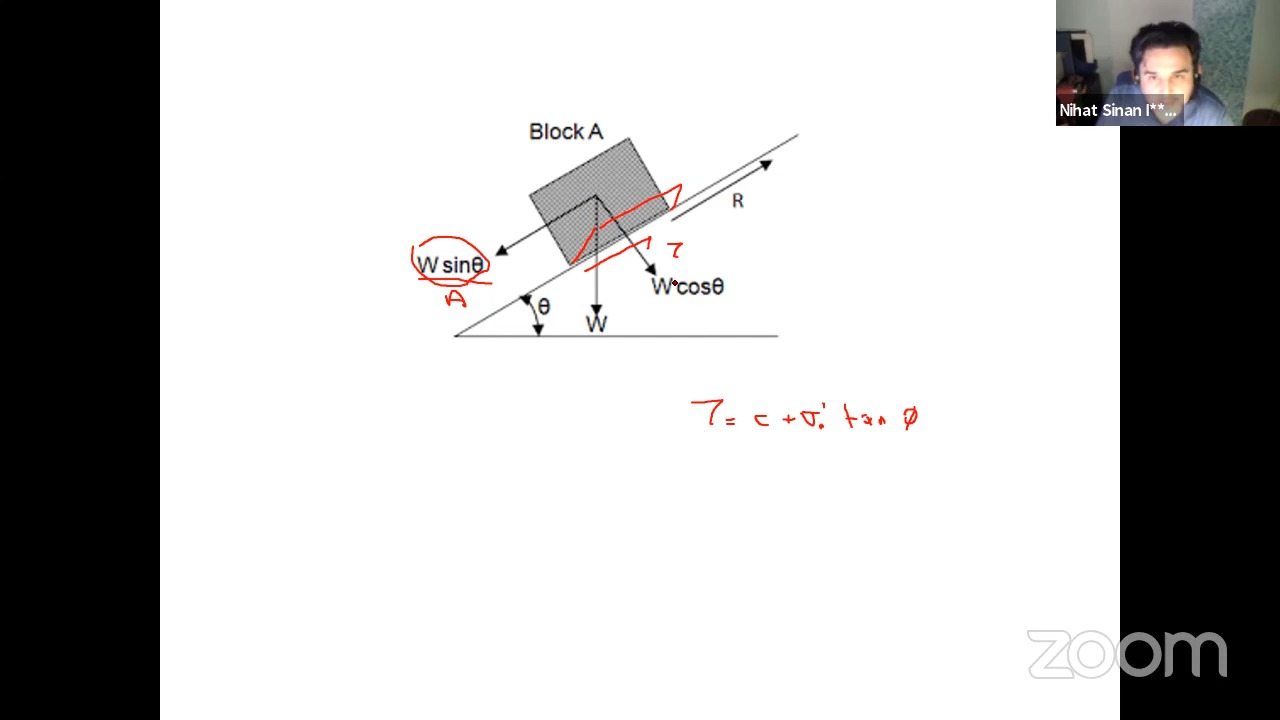 Nihat Sinan I**...
Block A
R
τ
W sinθ
A
W cosθ
θ
W
τ = c + σ' tan ϕ
zoom